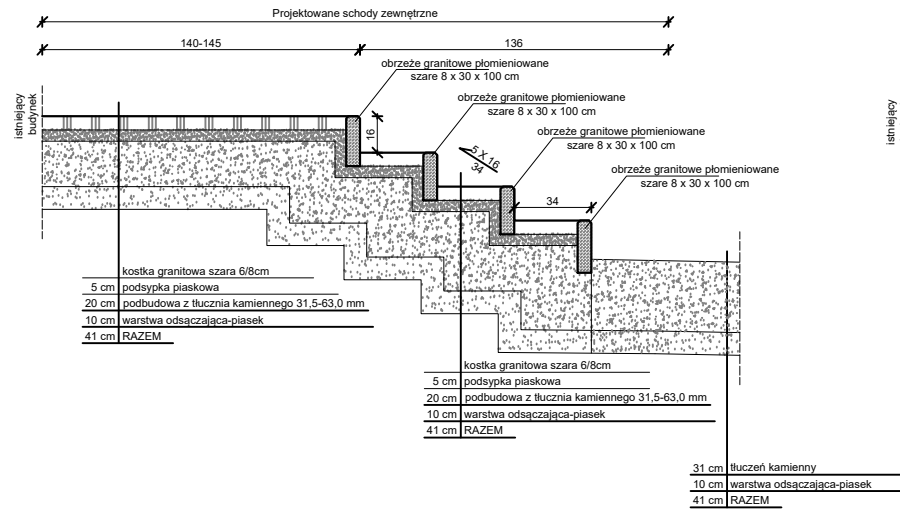 Projektowane schody zewnętrzne
140-145
136
obrzeże granitowe płomieniowane
szare 8 x 30 x 100 cm
obrzeże granitowe płomieniowane
szare 8 x 30 x 100 cm
obrzeże granitowe płomieniowane
szare 8 x 30 x 100 cm
obrzeże granitowe płomieniowane
szare 8 x 30 x 100 cm
istniejący
budynek
istniejący
16
5 X 16
34
34
kostka granitowa szara 6/8cm
5 cm podsypka piaskowa
20 cm podbudowa z tłucznia kamiennego 31,5-63,0 mm
10 cm warstwa odsączająca-piasek
41 cm RAZEM
kostka granitowa szara 6/8cm
5 cm podsypka piaskowa
20 cm podbudowa z tłucznia kamiennego 31,5-63,0 mm
10 cm warstwa odsączająca-piasek
41 cm RAZEM
31 cm tłuczeń kamienny
10 cm warstwa odsączająca-piasek
41 cm RAZEM